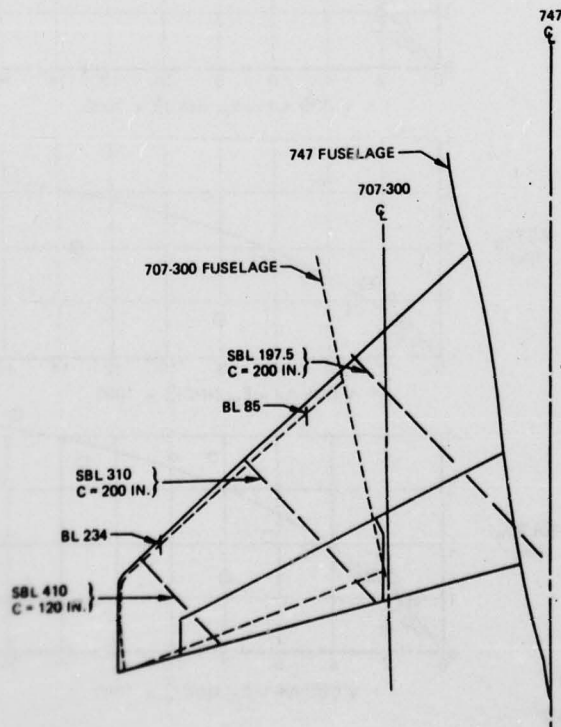 747
℄
747 FUSELAGE
707-300
℄
707-300 FUSELAGE
SBL 197.5
C = 200 IN.
BL 85
SBL 310
C = 200 IN.
BL 234
SBL 410
C = 120 IN.